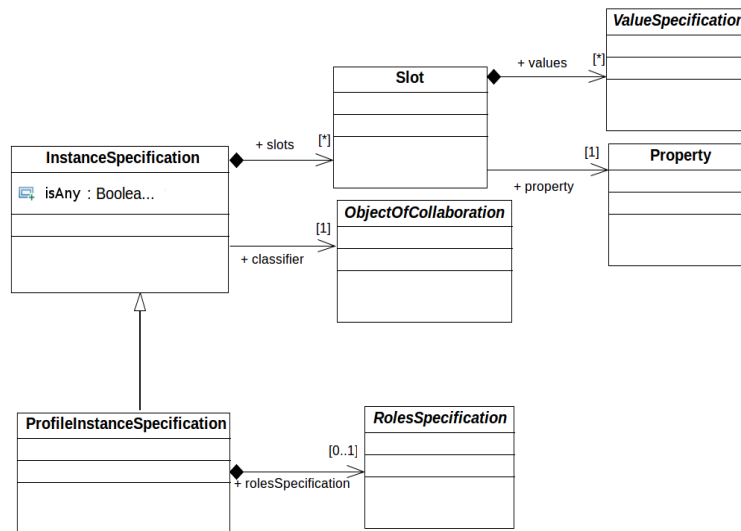 ValueSpecification
+ values
[*]
Slot
+ slots
[*]
[1]
Property
+ property
InstanceSpecification
isAny : Boolea...
ObjectOfCollaboration
[1]
+ classifier
ProfileInstanceSpecification
RolesSpecification
[0..1]
+ rolesSpecification